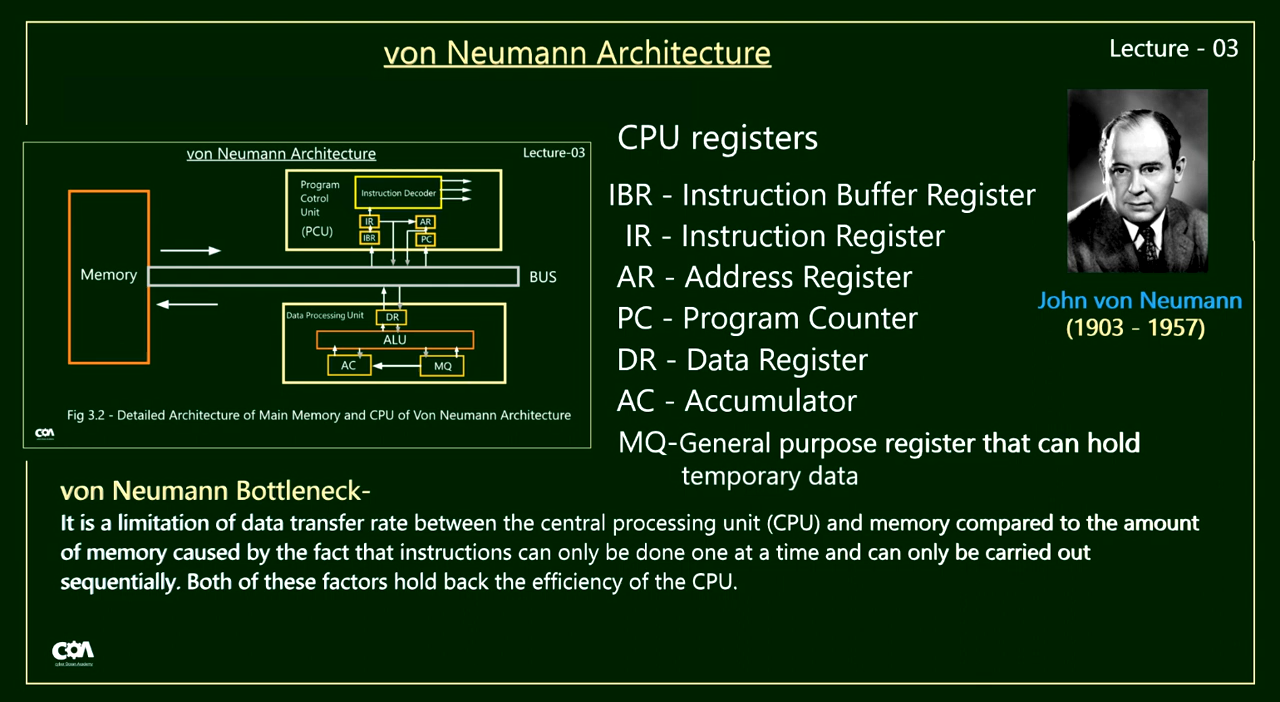 von Neumann Architecture
Lecture - 03
von Neumann Architecture
Lecture-03
Program
Cotrol
Unit
(PCU)
Instruction Decoder
IR
AR
IBR
PC
Memory
BUS
Data Processing Unit
DR
ALU
AC
MQ
Fig 3.2 - Detailed Architecture of Main Memory and CPU of Von Neumann Architecture
COA
CPU registers
IBR - Instruction Buffer Register
IR - Instruction Register
AR - Address Register
PC - Program Counter
DR - Data Register
AC - Accumulator
MQ-General purpose register that can hold
temporary data
John von Neumann
(1903 - 1957)
von Neumann Bottleneck-
It is a limitation of data transfer rate between the central processing unit (CPU) and memory compared to the amount
of memory caused by the fact that instructions can only be done one at a time and can only be carried out
sequentially. Both of these factors hold back the efficiency of the CPU.
COA